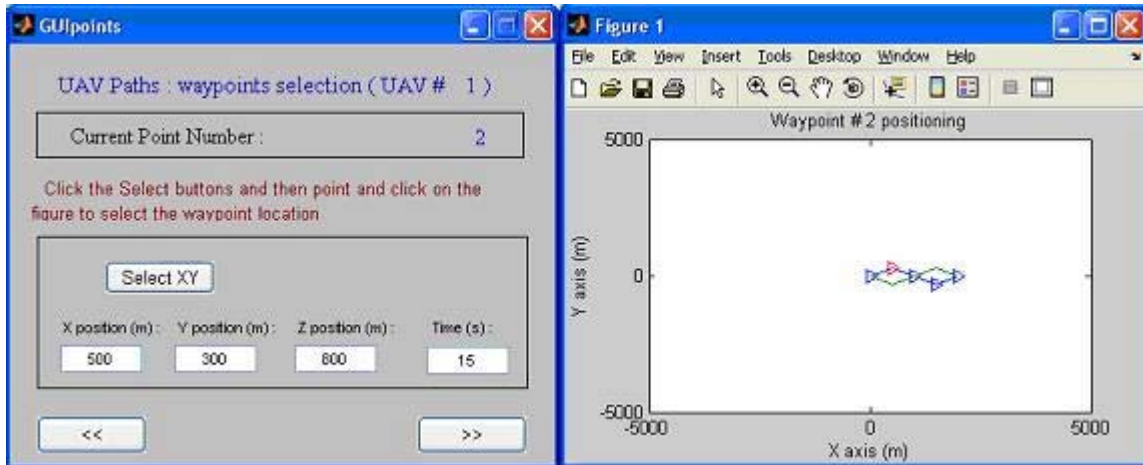 GUIpoints
UAV Paths : waypoints selection ( UAV # 1 )
Current Point Number : 2
Click the Select buttons and then point and click on the
figure to select the waypoint location
Select XY
X position (m) : Y position (m) : Z position (m) : Time (s) :
500 300 800 15
<< >>
Figure 1
File Edit View Insert Tools Desktop Window Help
Waypoint #2 positioning
5000
Y axis (m)
0
-5000
-5000 0 5000
X axis (m)